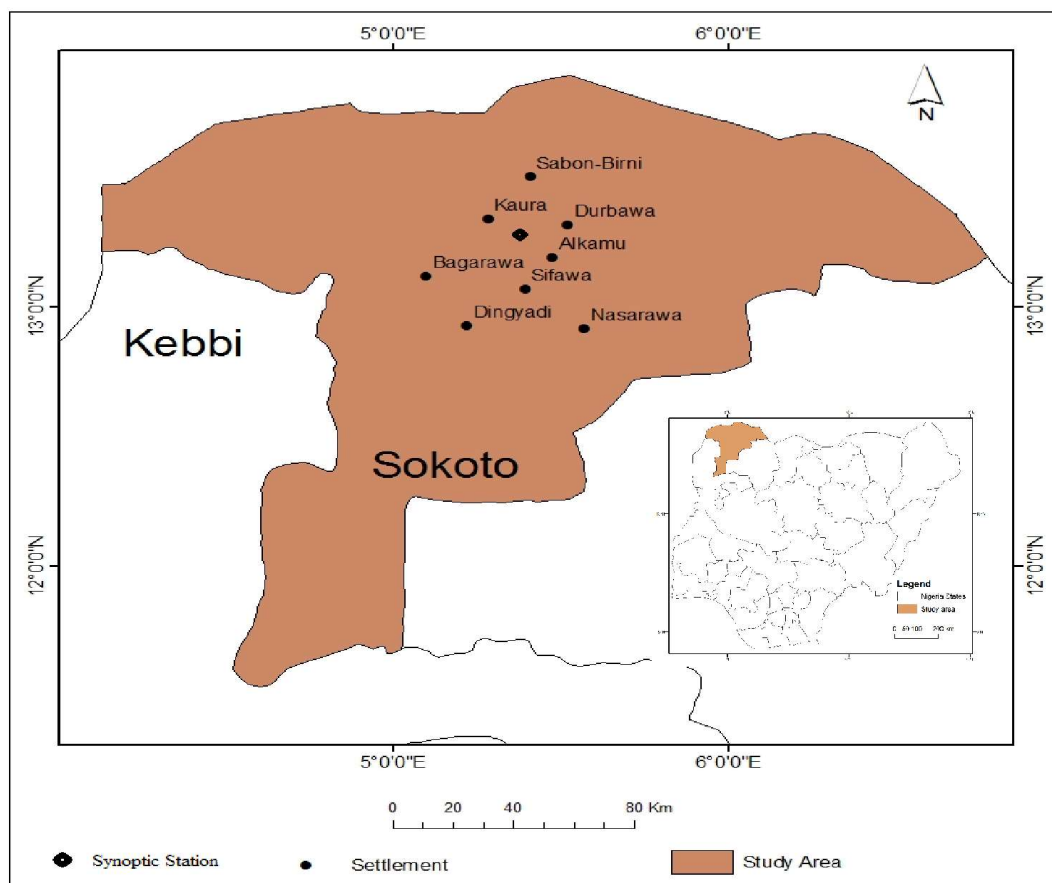 5°0'0"E 6°0'0"E
N
Sabon-Birni
Kaura
Durbawa
Alkamu
Bagarawa
Sifawa
Dingyadi
Nasarawa
13°0'0"N
13°0'0"N
Kebbi
Sokoto
12°0'0"N
12°0'0"N
Legend
Nigeria States
Study area
5°0'0"E 6°0'0"E
0 20 40 80 Km
Synoptic Station
Settlement
Study Area